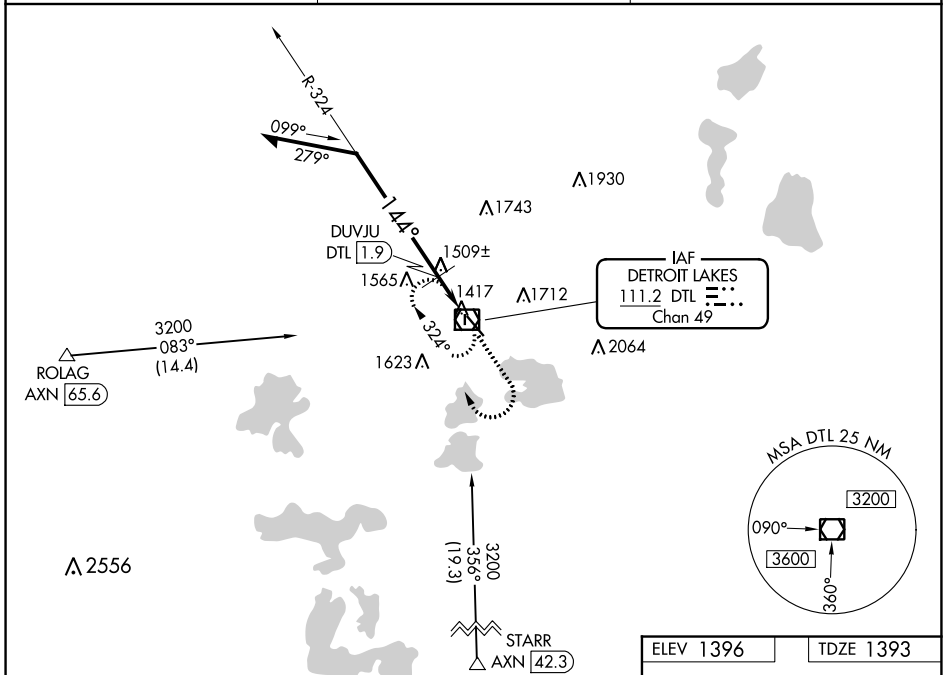 R-324
099°
279°
144°
1930
1743
DUVJU
DTL 1.9
1509±
1565
1417
1712
IAF
DETROIT LAKES
111.2 DTL
Chan 49
324°
3200
083°
(14.4)
ROLAG
AXN 65.6
1623
2064
MSA DTL 25 NM
3200
090°
3600
360°
2556
3200
356°
(19.3)
STARR
AXN 42.3
ELEV 1396
TDZE 1393